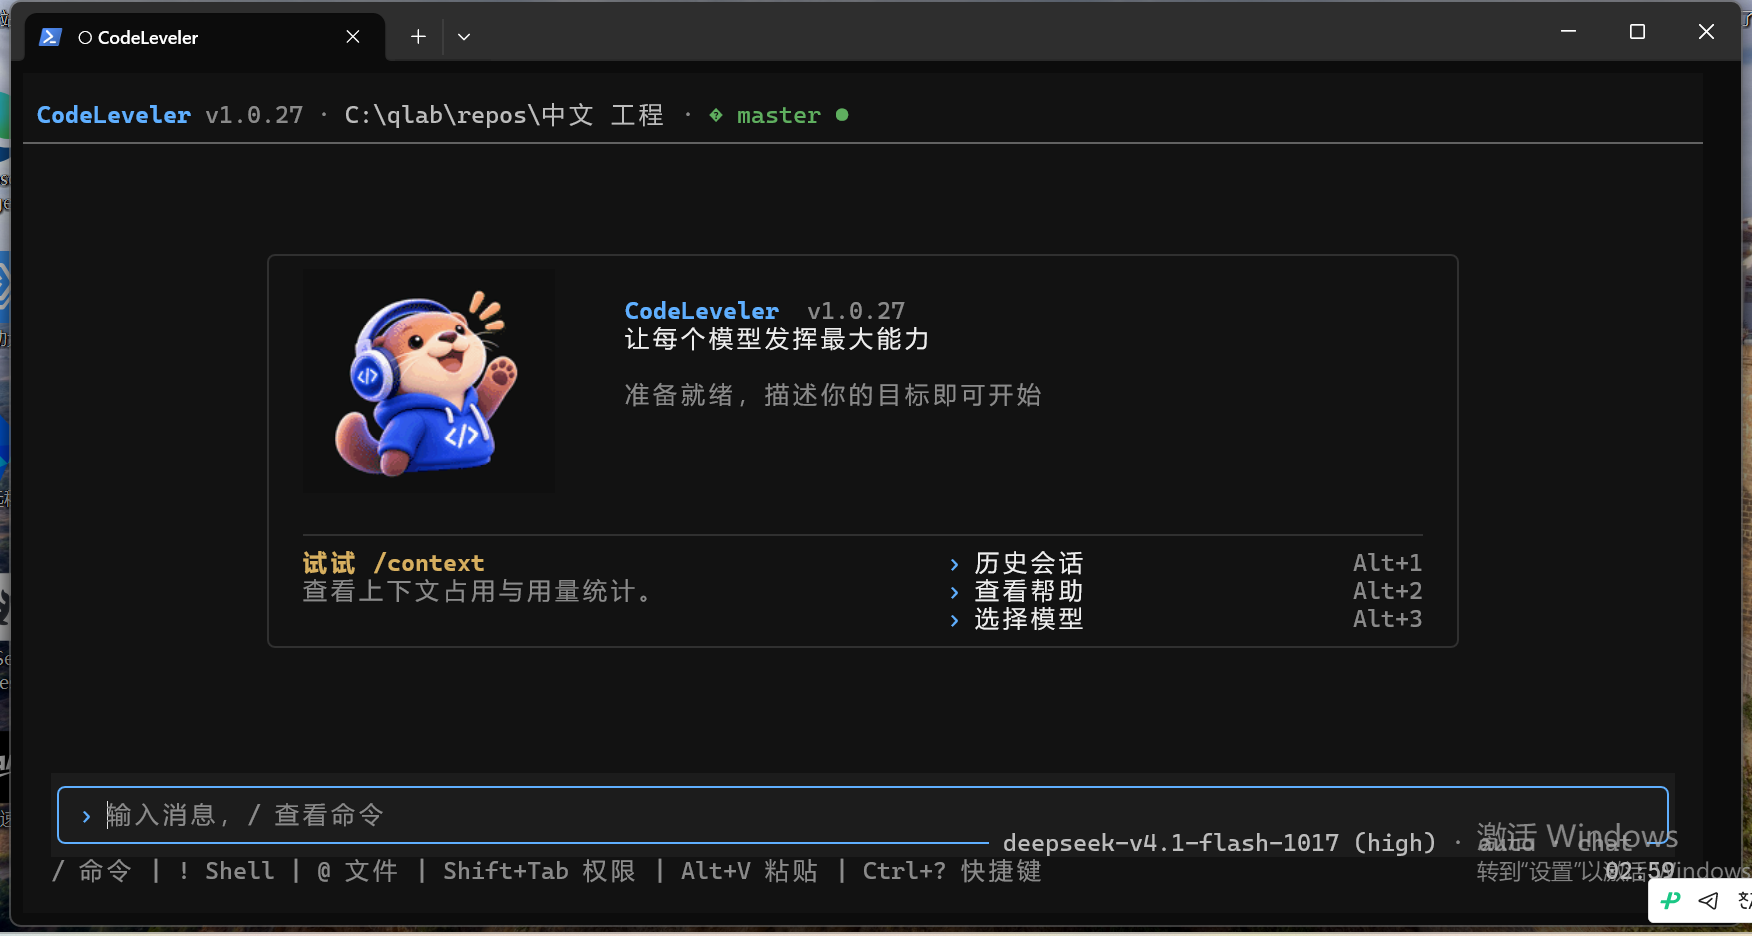 CodeLeveler
CodeLeveler v1.0.27 · C:\qlab\repos\中文 工程 · master ●
CodeLeveler v1.0.27
让每个模型发挥最大能力
准备就绪，描述你的目标即可开始
试试 /context
查看上下文占用与用量统计。
› 历史会话 Alt+1
› 查看帮助 Alt+2
› 选择模型 Alt+3
› 输入消息，/ 查看命令
deepseek-v4.1-flash-1017 (high) · auto · chat
/ 命令 | ! Shell | @ 文件 | Shift+Tab 权限 | Alt+V 粘贴 | Ctrl+? 快捷键
02:59
激活 Windows
转到“设置”以激活 Windows